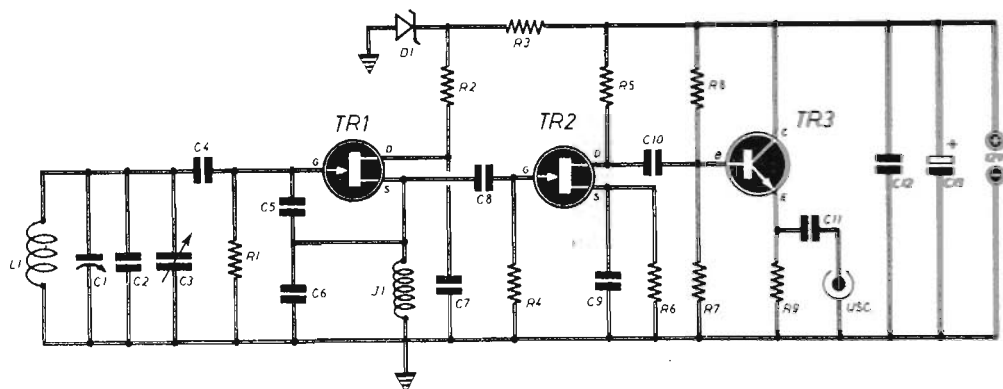 D1
R3
R2
R5
R8
TR1
TR2
TR3
C4
G
D
S
C8
G
D
S
C10
B
C
E
C5
C11
C12
+
C13
L1
C1
C2
C3
R1
C6
J1
C7
R4
C9
R6
R7
R9
USC.